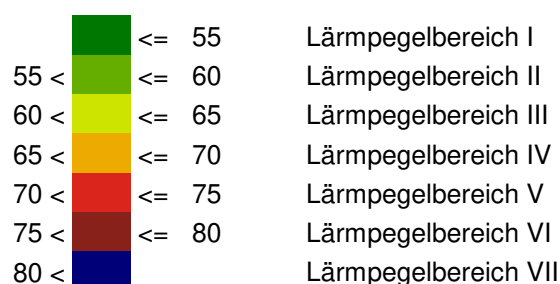 <= 55 Lärmpegelbereich I
55 < <= 60 Lärmpegelbereich II
60 < <= 65 Lärmpegelbereich III
65 < <= 70 Lärmpegelbereich IV
70 < <= 75 Lärmpegelbereich V
75 < <= 80 Lärmpegelbereich VI
80 < Lärmpegelbereich VII